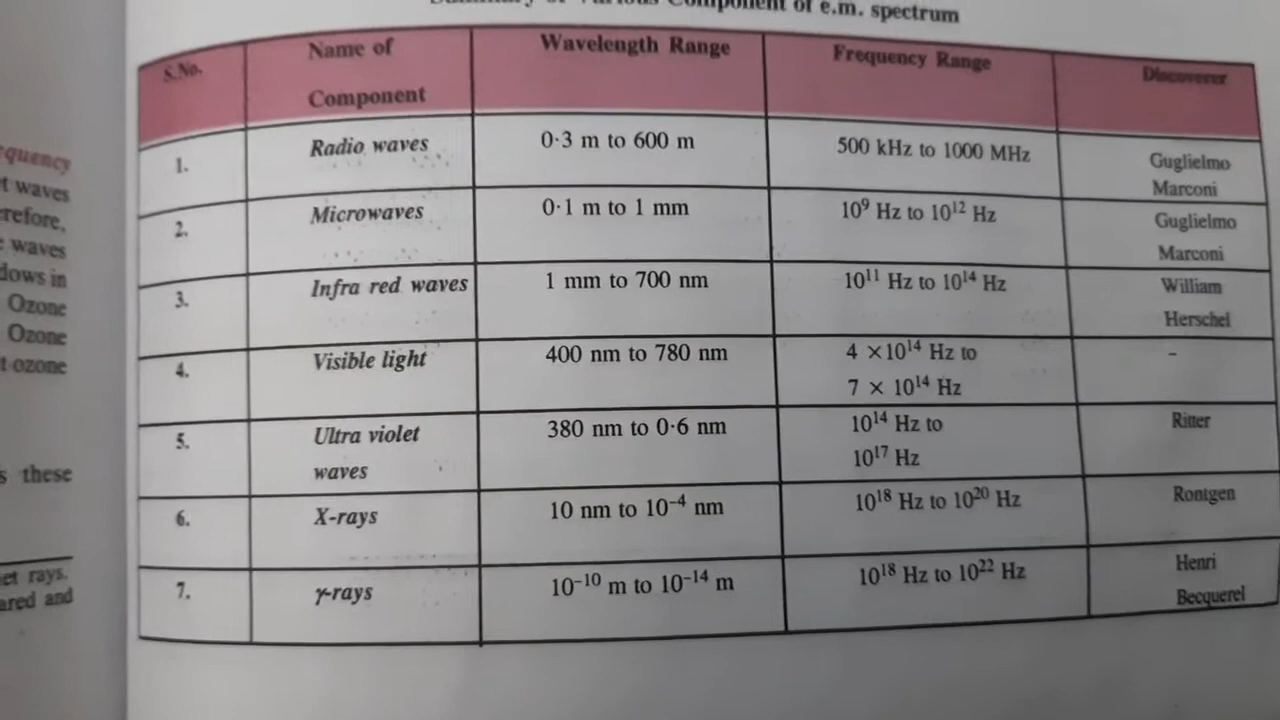 of e.m. spectrum
S.No.
Name of
Component
Wavelength Range
Frequency Range
Discoverer
1.
Radio waves
0·3 m to 600 m
500 kHz to 1000 MHz
Guglielmo
Marconi
2.
Microwaves
0·1 m to 1 mm
10⁹ Hz to 10¹² Hz
Guglielmo
Marconi
3.
Infra red waves
1 mm to 700 nm
10¹¹ Hz to 10¹⁴ Hz
William
Herschel
4.
Visible light
400 nm to 780 nm
4 ×10¹⁴ Hz to
7 × 10¹⁴ Hz
–
5.
Ultra violet
waves
380 nm to 0·6 nm
10¹⁴ Hz to
10¹⁷ Hz
Ritter
6.
X-rays
10 nm to 10⁻⁴ nm
10¹⁸ Hz to 10²⁰ Hz
Rontgen
7.
γ-rays
10⁻¹⁰ m to 10⁻¹⁴ m
10¹⁸ Hz to 10²² Hz
Henri
Becquerel
waves
waves
in
Ozone
Ozone
ozone
these
rays.
and